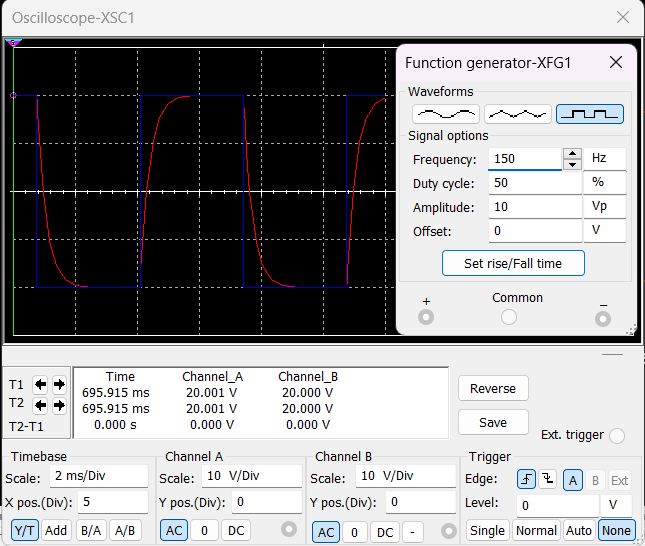 Oscilloscope-XSC1
Function generator-XFG1
Waveforms
Signal options
Frequency: 150 Hz
Duty cycle: 50 %
Amplitude: 10 Vp
Offset: 0 V
Set rise/Fall time
+ Common −
Time Channel_A Channel_B
T1 695.915 ms 20.001 V 20.000 V
T2 695.915 ms 20.001 V 20.000 V
T2-T1 0.000 s 0.000 V 0.000 V
Reverse
Save
Ext. trigger
Timebase Channel A Channel B Trigger
Scale: 2 ms/Div Scale: 10 V/Div Scale: 10 V/Div Edge: A B Ext
X pos.(Div): 5 Y pos.(Div): 0 Y pos.(Div): 0 Level: 0 V
Y/T Add B/A A/B AC 0 DC AC 0 DC - Single Normal Auto None